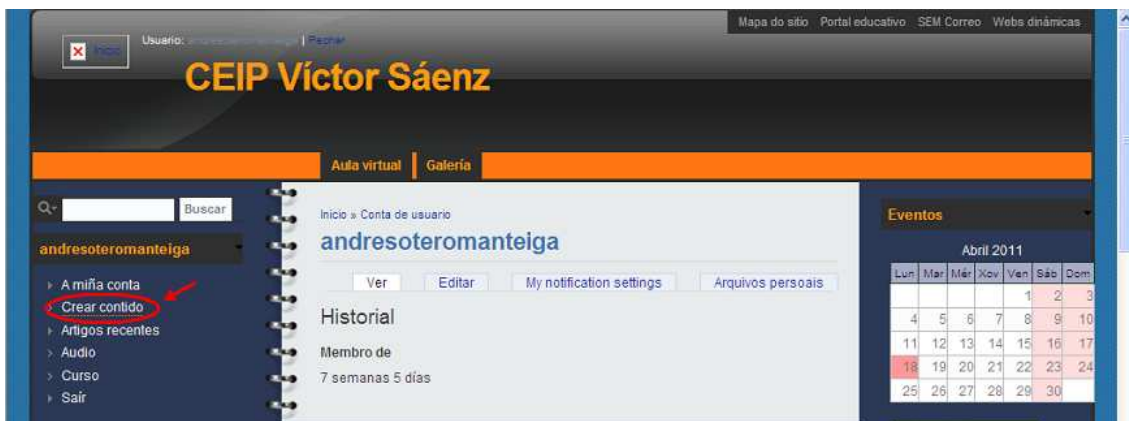 Mapa do sitio Portal educativo SEM Correo Webs dinámicas
Inicio
Usuario: | Pechar
CEIP Víctor Sáenz
Aula virtual Galería
Buscar
andresoteromanteiga
A miña conta
Crear contido
Artigos recentes
Audio
Curso
Saír
Inicio » Conta de usuario
andresoteromanteiga
Ver Editar My notification settings Arquivos persoais
Historial
Membro de
7 semanas 5 días
Eventos
Abril 2011
Lun Mar Mér Xov Ven Sáb Dom
1 2 3
4 5 6 7 8 9 10
11 12 13 14 15 16 17
18 19 20 21 22 23 24
25 26 27 28 29 30